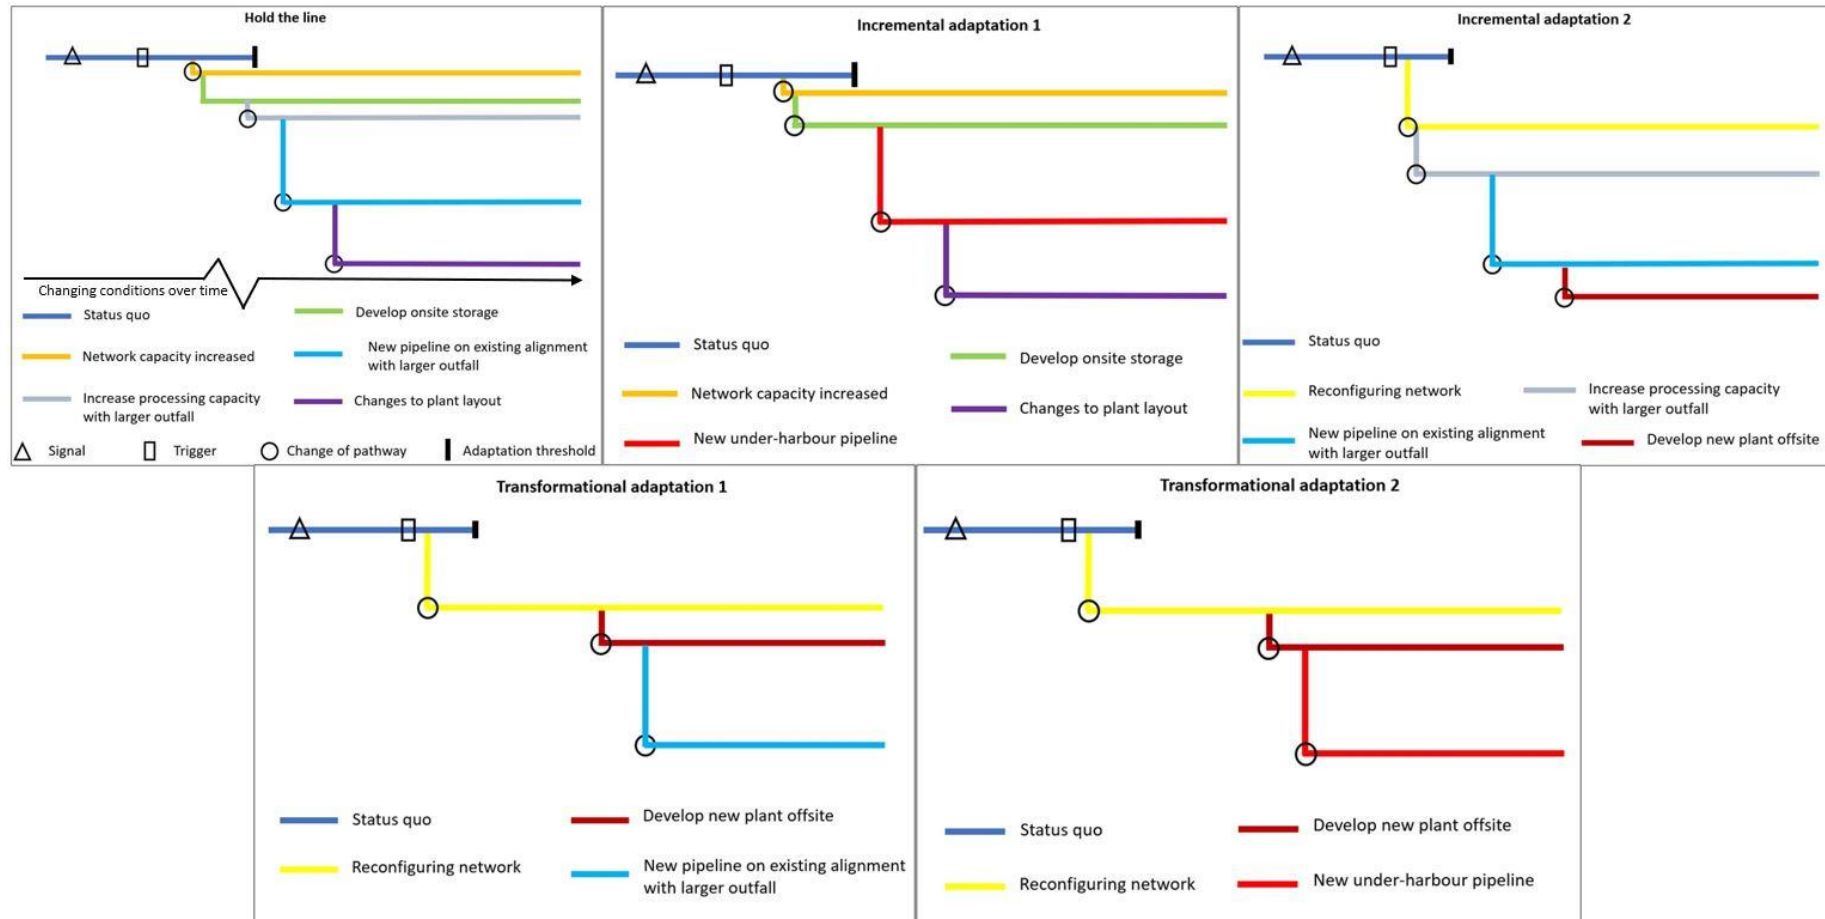 Hold the line
Changing conditions over time
Status quo
Develop onsite storage
Network capacity increased
New pipeline on existing alignment
with larger outfall
Increase processing capacity
with larger outfall
Changes to plant layout
Signal
Trigger
Change of pathway
Adaptation threshold
Incremental adaptation 1
Status quo
Develop onsite storage
Network capacity increased
Changes to plant layout
New under-harbour pipeline
Incremental adaptation 2
Status quo
Reconfiguring network
Increase processing capacity
with larger outfall
New pipeline on existing alignment
with larger outfall
Develop new plant offsite
Transformational adaptation 1
Status quo
Develop new plant offsite
Reconfiguring network
New pipeline on existing alignment
with larger outfall
Transformational adaptation 2
Status quo
Develop new plant offsite
Reconfiguring network
New under-harbour pipeline